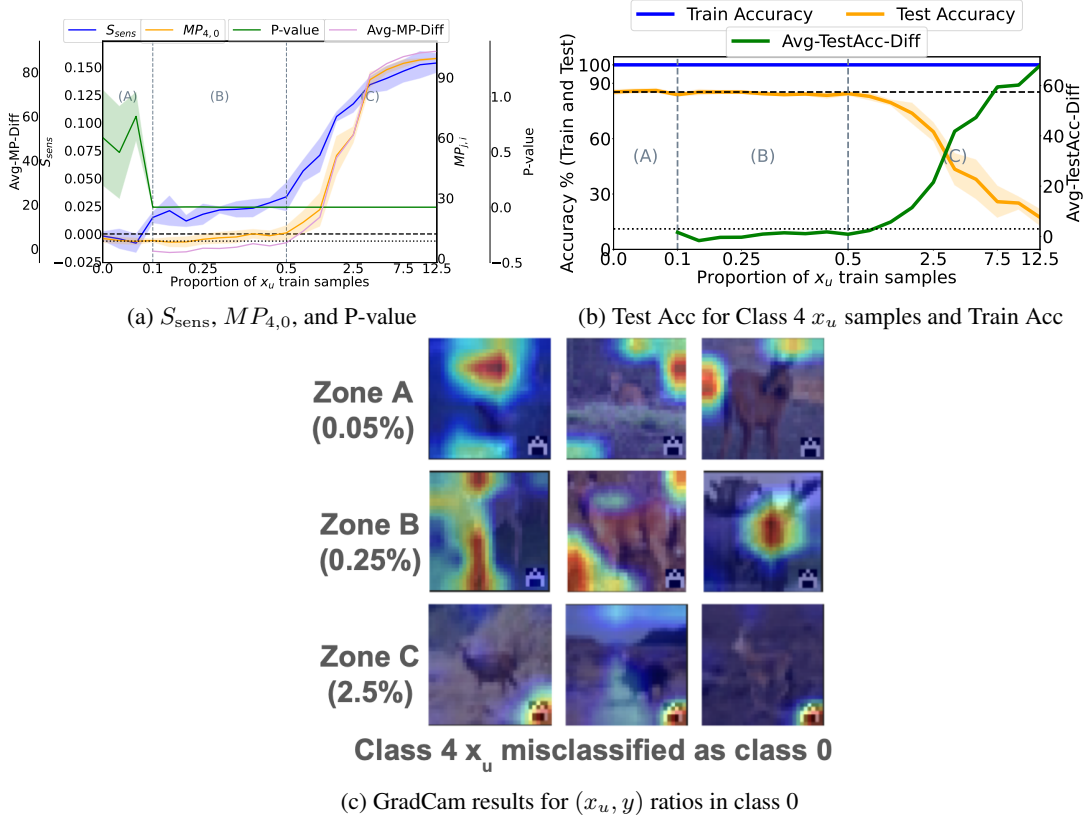 S_sens MP_4,0 P-value Avg-MP-Diff
Avg-MP-Diff
80
60
40
20
0
S_sens
0.150
0.125
0.100
0.075
0.050
0.025
0.000
−0.025
(A) (B) (C)
90
60
30
0
MP_j,i
1.0
0.5
0.0
−0.5
P-value
0.0 0.1 0.25 0.5 2.5 7.5 12.5
Proportion of x_u train samples
(a) S_sens, MP_4,0, and P-value
Train Accuracy Test Accuracy
Avg-TestAcc-Diff
Accuracy % (Train and Test)
100
90
60
30
0
(A) (B) (C)
60
40
20
0
Avg-TestAcc-Diff
0.0 0.1 0.25 0.5 2.5 7.5 12.5
Proportion of x_u train samples
(b) Test Acc for Class 4 x_u samples and Train Acc
Zone A
(0.05%)
Zone B
(0.25%)
Zone C
(2.5%)
Class 4 x_u misclassified as class 0
(c) GradCam results for (x_u, y) ratios in class 0